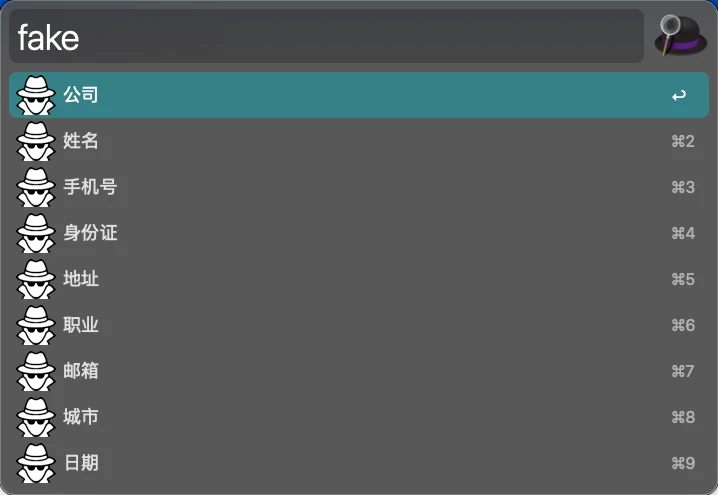 fake
公司 ↩
姓名 ⌘2
手机号 ⌘3
身份证 ⌘4
地址 ⌘5
职业 ⌘6
邮箱 ⌘7
城市 ⌘8
日期 ⌘9